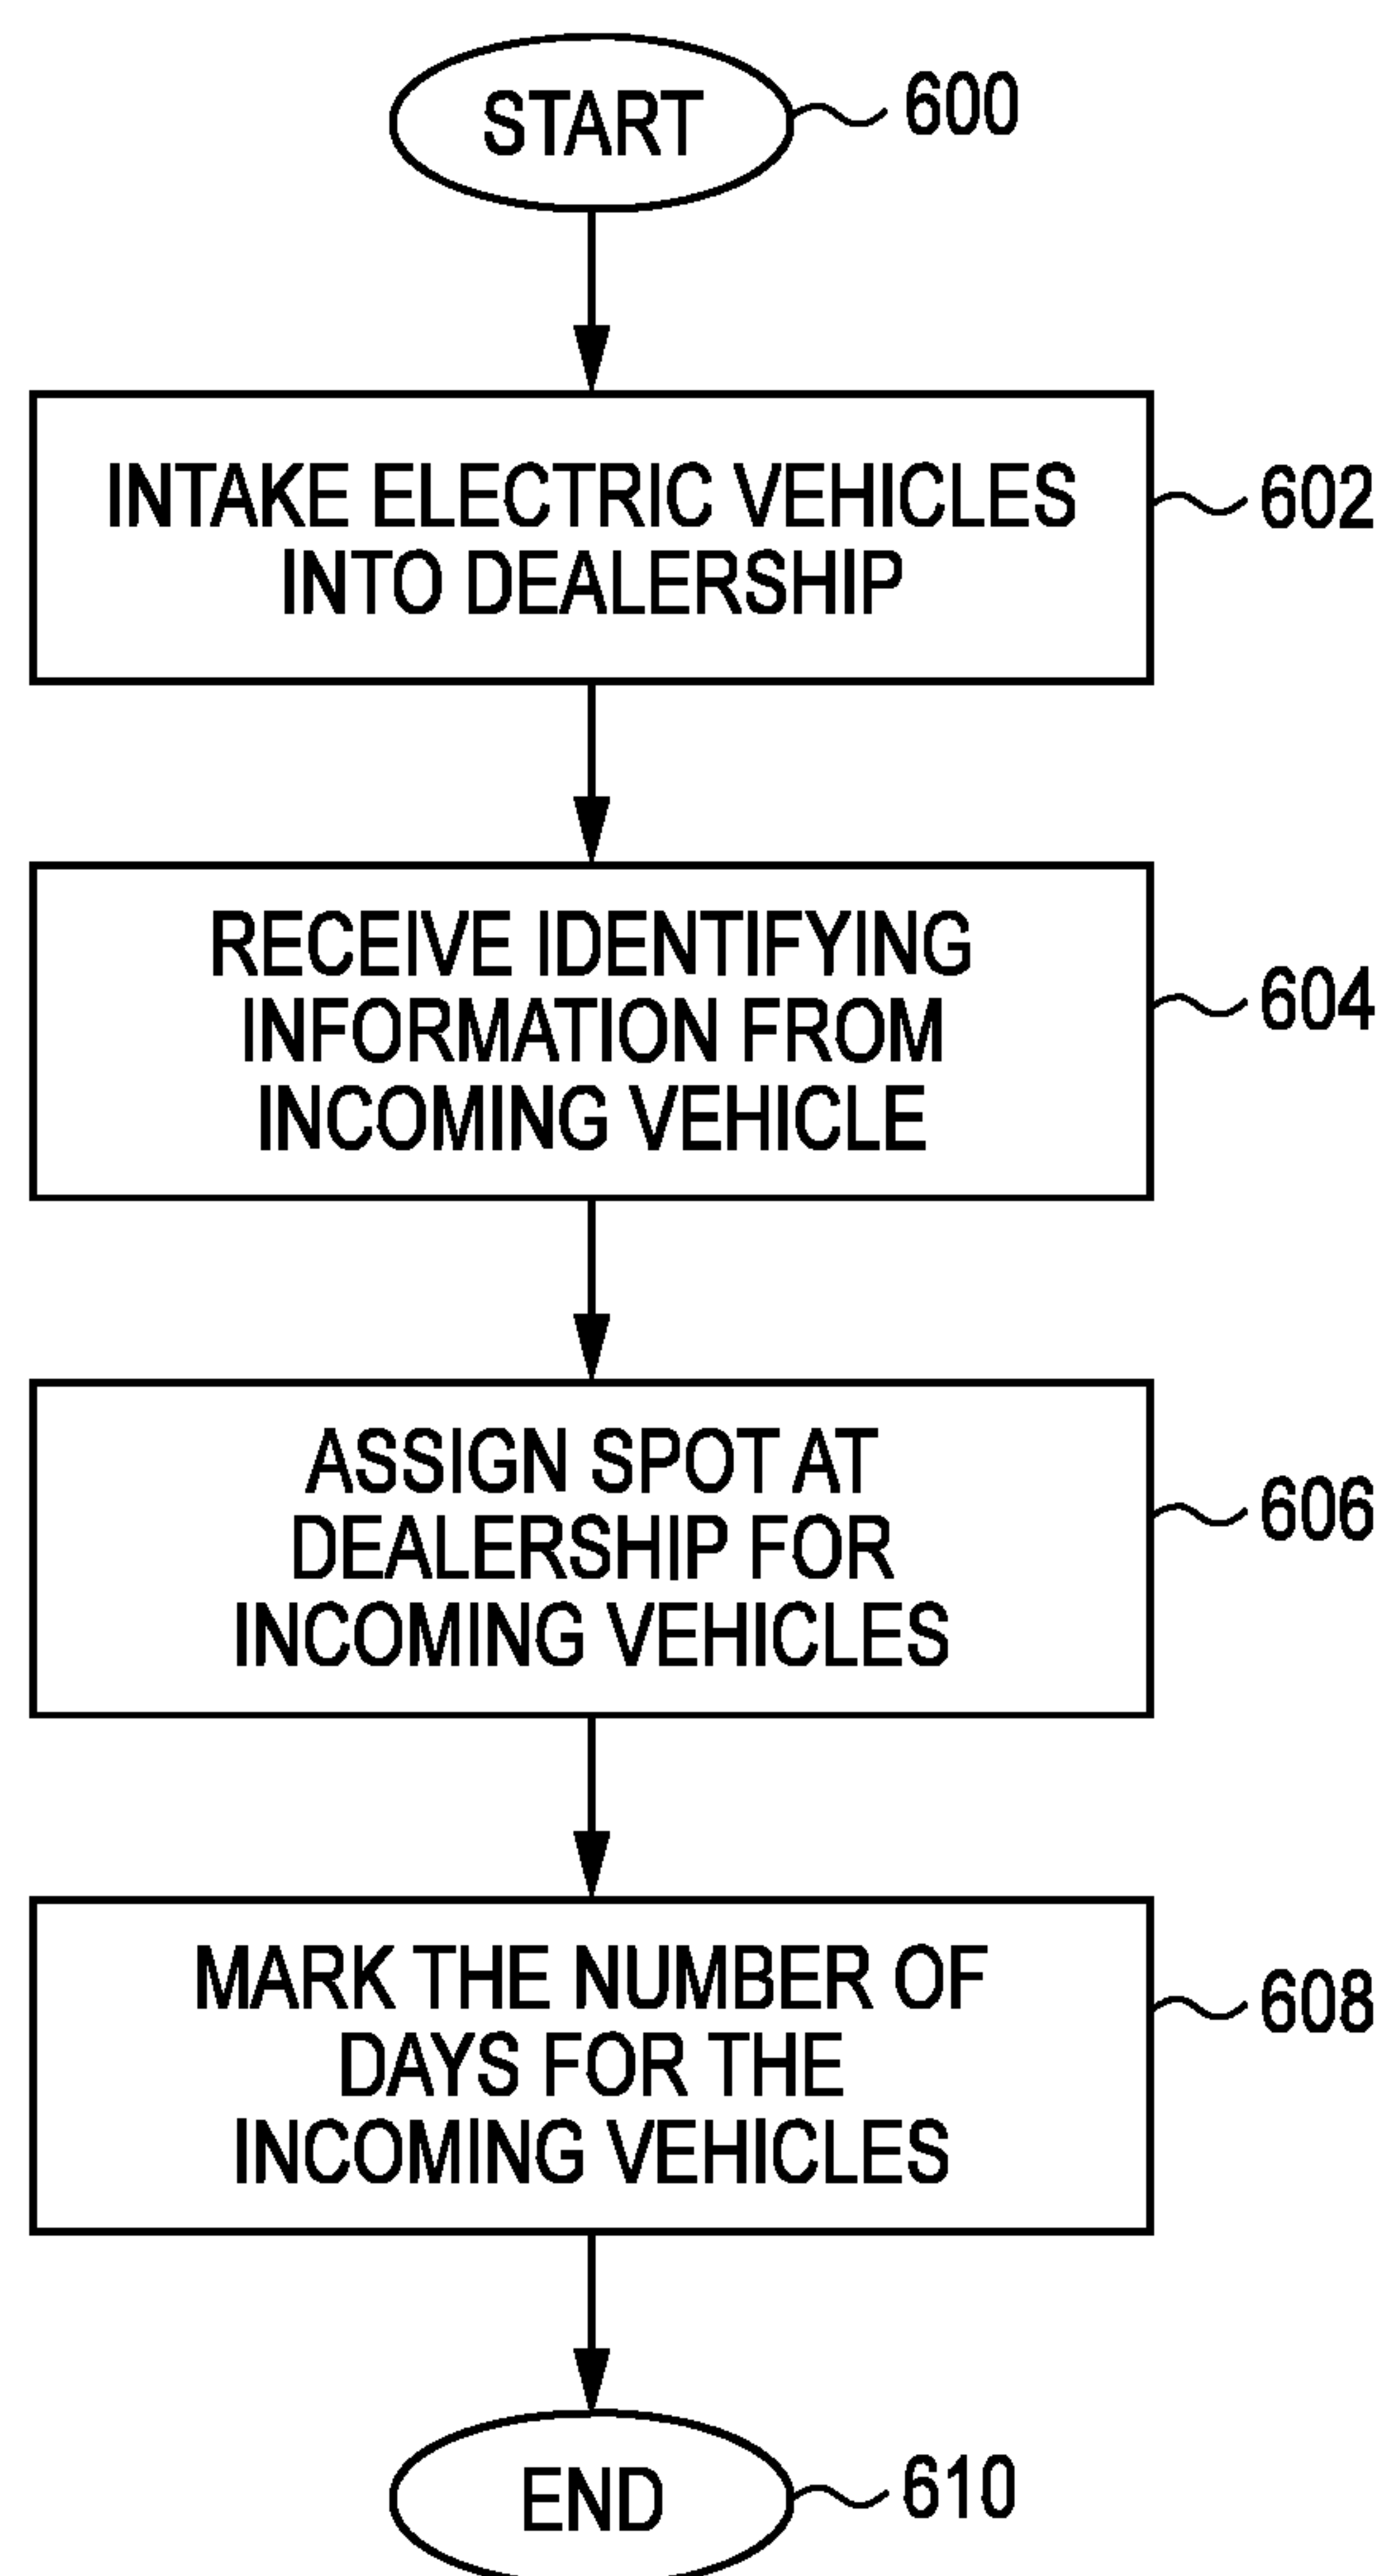 START
600
INTAKE ELECTRIC VEHICLES
INTO DEALERSHIP
602
RECEIVE IDENTIFYING
INFORMATION FROM
INCOMING VEHICLE
604
ASSIGN SPOT AT
DEALERSHIP FOR
INCOMING VEHICLES
606
MARK THE NUMBER OF
DAYS FOR THE
INCOMING VEHICLES
608
END
610